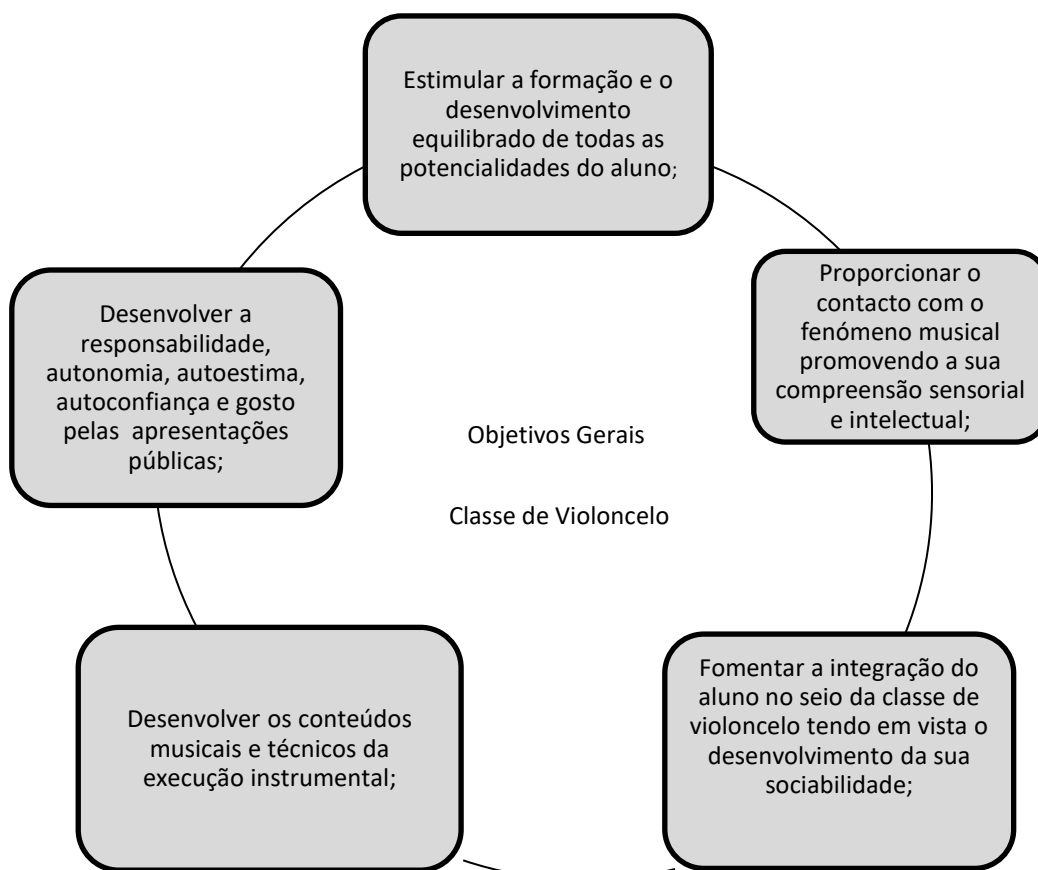 Estimular a formação e o
desenvolvimento
equilibrado de todas as
potencialidades do aluno;
Proporcionar o
contacto com o
fenómeno musical
promovendo a sua
compreensão sensorial
e intelectual;
Desenvolver a
responsabilidade,
autonomia, autoestima,
autoconfiança e gosto
pelas apresentações
públicas;
Objetivos Gerais
Classe de Violoncelo
Fomentar a integração do
aluno no seio da classe de
violoncelo tendo em vista o
desenvolvimento da sua
sociabilidade;
Desenvolver os conteúdos
musicais e técnicos da
execução instrumental;